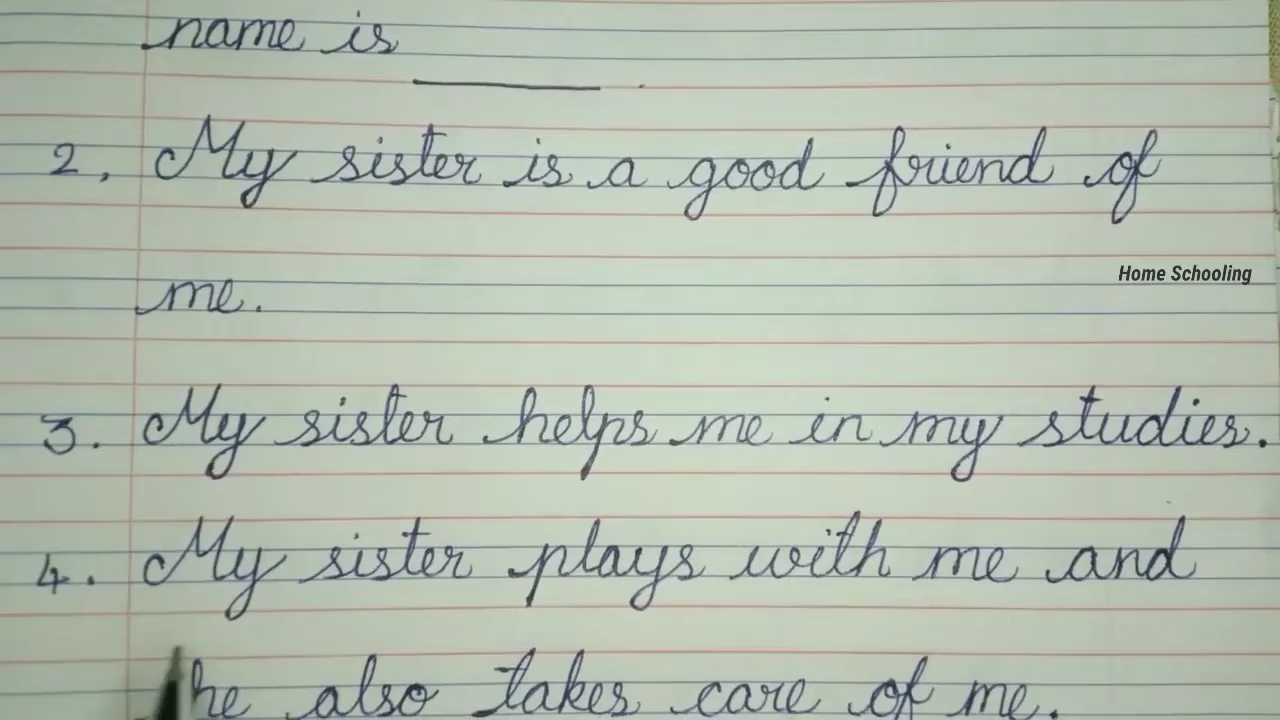 name is
2. My sister is a good friend of
me.
Home Schooling
3. My sister helps me in my studies.
4. My sister plays with me and
he also takes care of me.